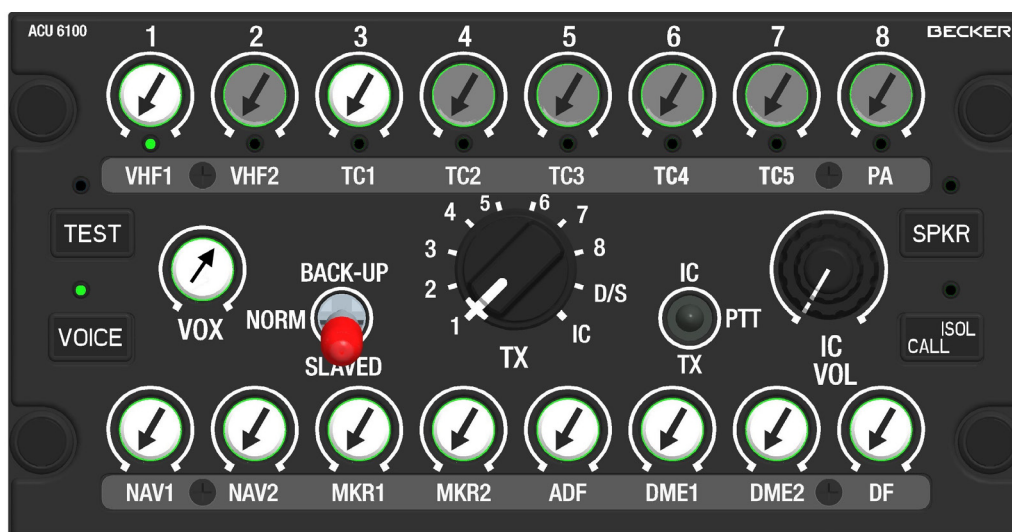 ACU 6100 1 2 3 4 5 6 7 8 BECKER
VHF1 VHF2 TC1 TC2 TC3 TC4 TC5 PA
TEST
SPKR
VOICE
ISOL
CALL
VOX
BACK-UP
NORM
SLAVED
1
2
3
4
5
6
7
8
D/S
IC
TX
IC
PTT
TX
IC
VOL
NAV1 NAV2 MKR1 MKR2 ADF DME1 DME2 DF